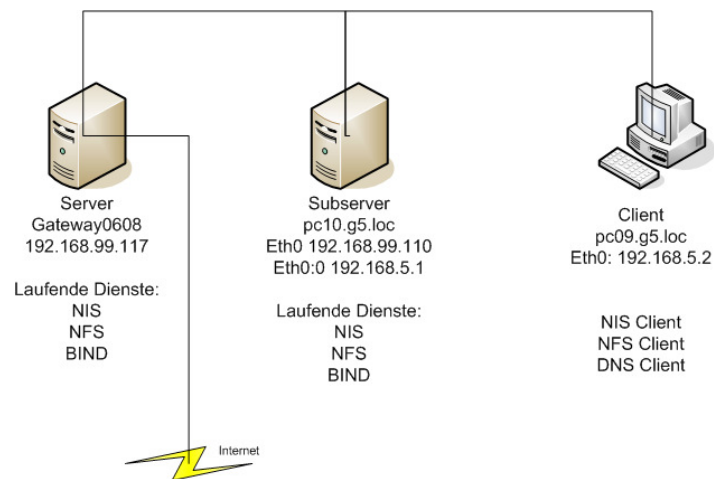 Server
Gateway0608
192.168.99.117
Laufende Dienste:
NIS
NFS
BIND
Subserver
pc10.g5.loc
Eth0 192.168.99.110
Eth0:0 192.168.5.1
Laufende Dienste:
NIS
NFS
BIND
Client
pc09.g5.loc
Eth0: 192.168.5.2
NIS Client
NFS Client
DNS Client
Internet